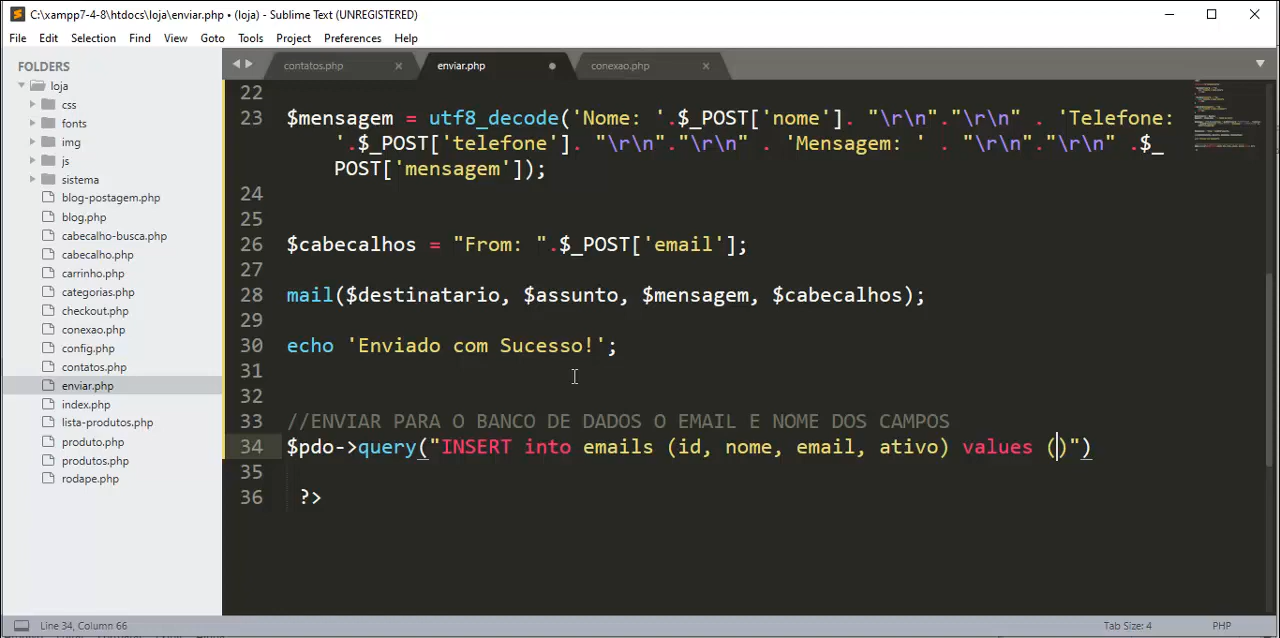 C:\xampp7-4-8\htdocs\loja\enviar.php • (loja) - Sublime Text (UNREGISTERED)
File Edit Selection Find View Goto Tools Project Preferences Help
FOLDERS
loja
css
fonts
img
js
sistema
blog-postagem.php
blog.php
cabecalho-busca.php
cabecalho.php
carrinho.php
categorias.php
checkout.php
conexao.php
config.php
contatos.php
enviar.php
index.php
lista-produtos.php
produto.php
produtos.php
rodape.php
contatos.php enviar.php conexao.php
22
23 $mensagem = utf8_decode('Nome: '.$_POST['nome']. "\r\n"."\r\n" . 'Telefone:
'.$_POST['telefone']. "\r\n"."\r\n" . 'Mensagem: ' . "\r\n"."\r\n" .$_
POST['mensagem']);
24
25
26 $cabecalhos = "From: ".$_POST['email'];
27
28 mail($destinatario, $assunto, $mensagem, $cabecalhos);
29
30 echo 'Enviado com Sucesso!';
31
32
33 //ENVIAR PARA O BANCO DE DADOS O EMAIL E NOME DOS CAMPOS
34 $pdo->query("INSERT into emails (id, nome, email, ativo) values ()")
35
36 ?>
Line 34, Column 66 Tab Size: 4 PHP